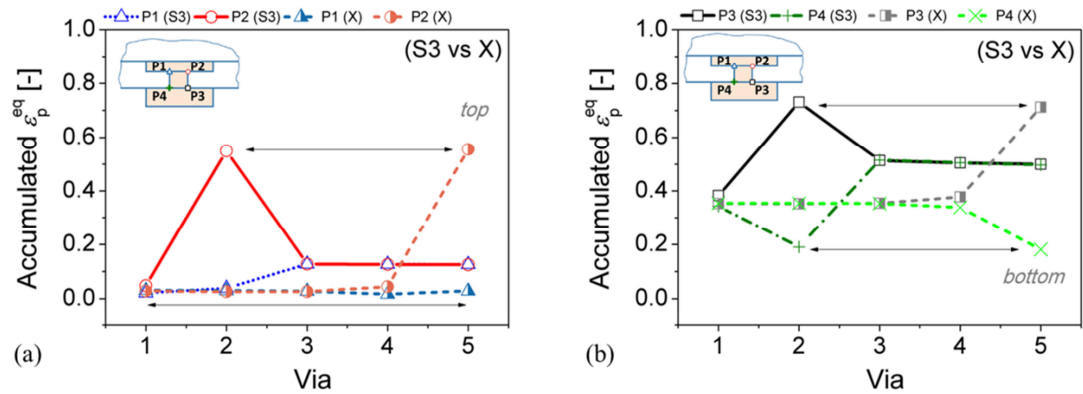 P1 (S3) P2 (S3) P1 (X) P2 (X)
(S3 vs X)
P1 P2
P4 P3
top
Accumulated ε_p^eq [-]
1.0
0.8
0.6
0.4
0.2
0.0
1 2 3 4 5
Via
(a)
P3 (S3) P4 (S3) P3 (X) P4 (X)
(S3 vs X)
P1 P2
P4 P3
bottom
Accumulated ε_p^eq [-]
1.0
0.8
0.6
0.4
0.2
0.0
1 2 3 4 5
Via
(b)